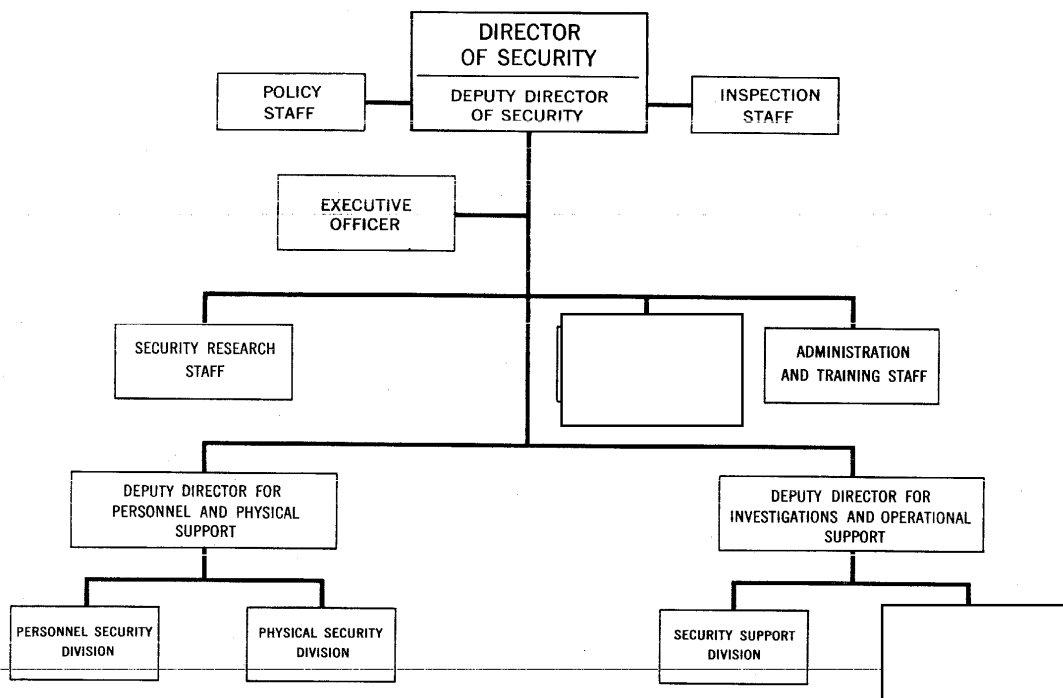 DIRECTOR
OF SECURITY
DEPUTY DIRECTOR
OF SECURITY
POLICY
STAFF
INSPECTION
STAFF
EXECUTIVE
OFFICER
SECURITY RESEARCH
STAFF
ADMINISTRATION
AND TRAINING STAFF
DEPUTY DIRECTOR FOR
PERSONNEL AND PHYSICAL
SUPPORT
DEPUTY DIRECTOR FOR
INVESTIGATIONS AND OPERATIONAL
SUPPORT
PERSONNEL SECURITY
DIVISION
PHYSICAL SECURITY
DIVISION
SECURITY SUPPORT
DIVISION